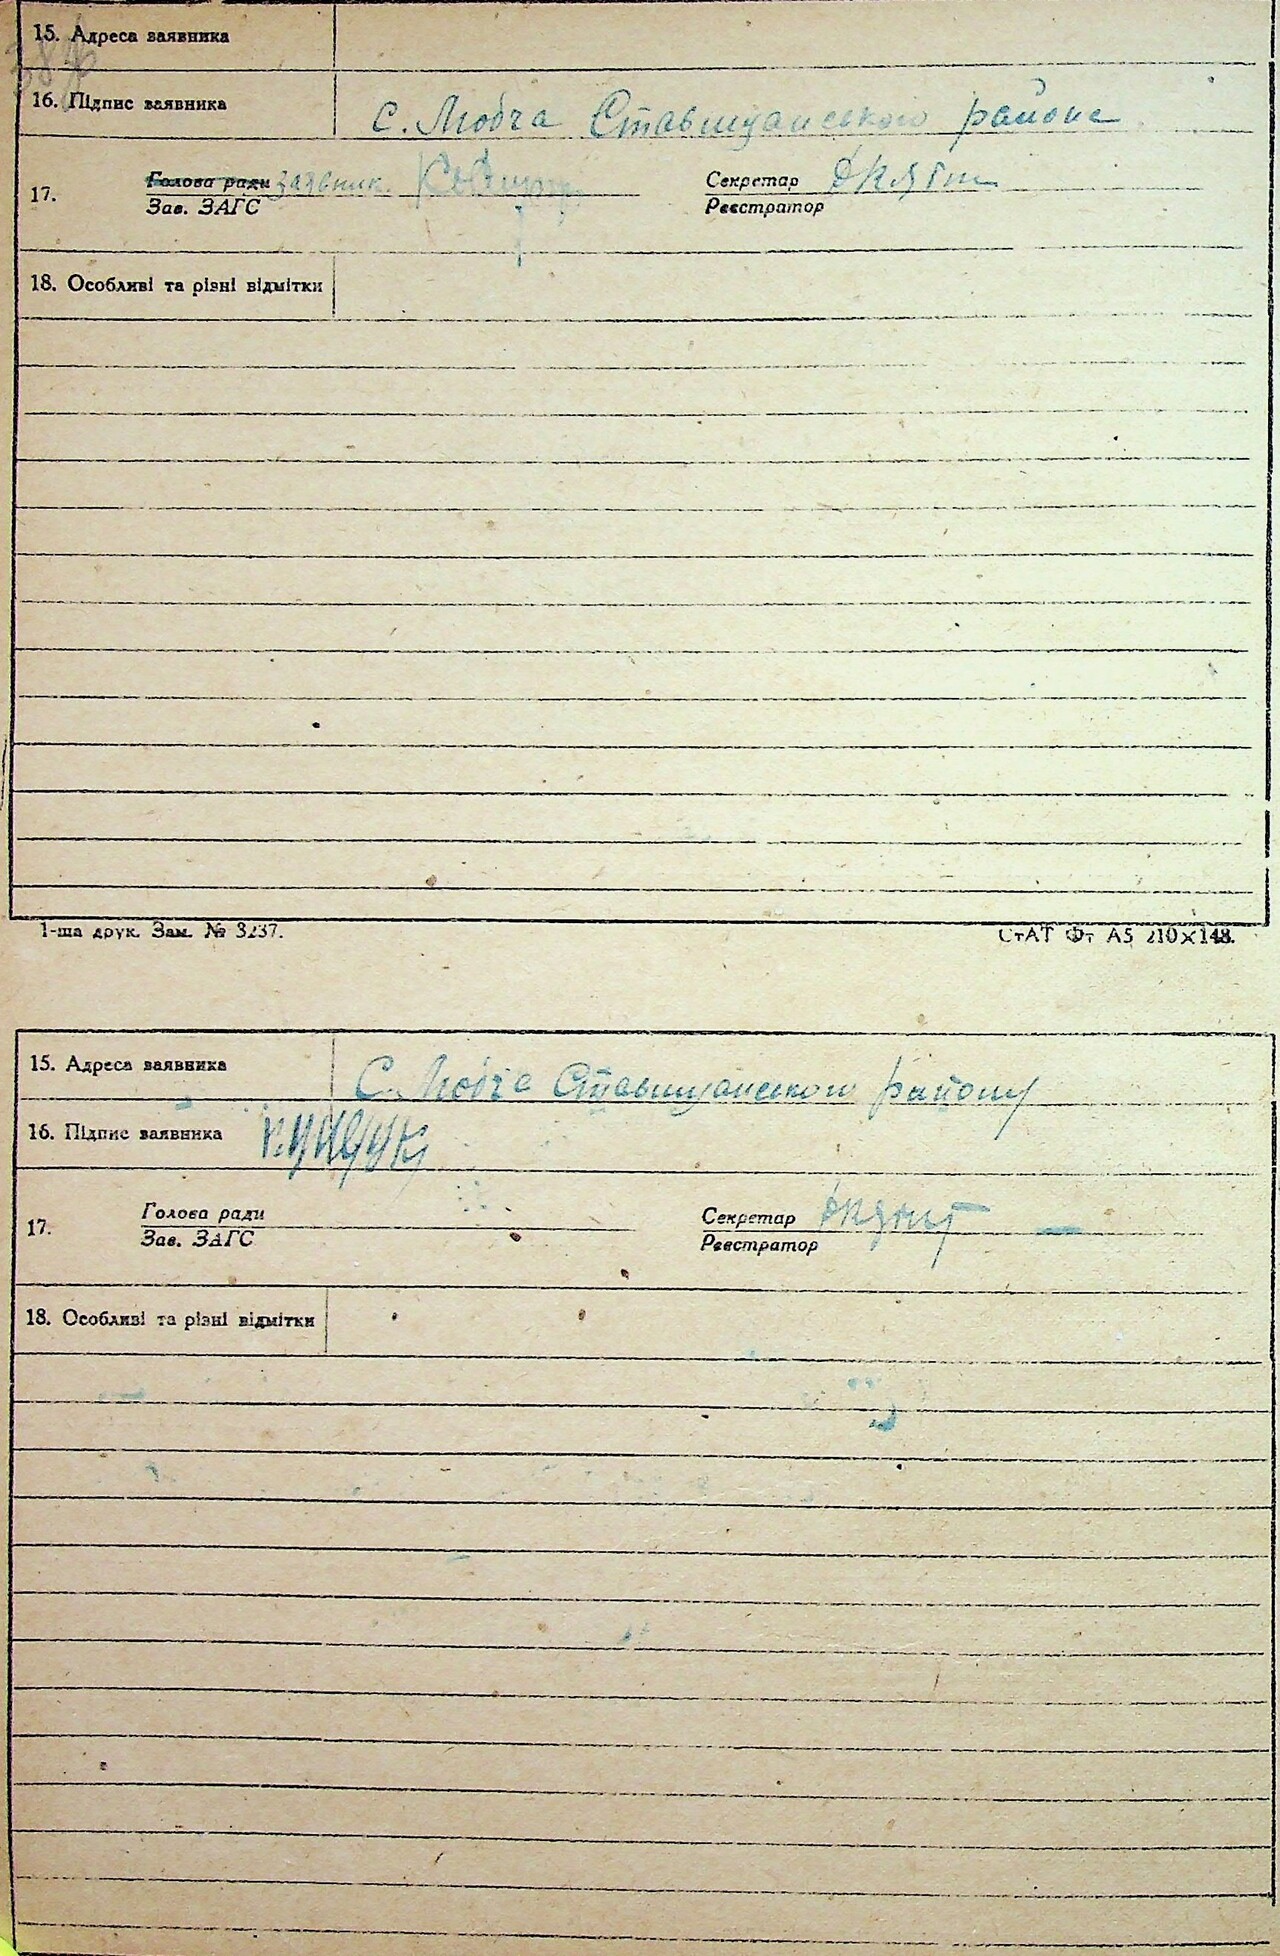 15. Адреса заявника
16. Підпис заявника с. Любча Ставищанського
17. Голова ради заявник. Секретар
Зав. ЗАГС Реєстратор
18. Особливі та різні відмітки
1-ша друк. Зам. № 3237. СтАТ Фт А5 210×148.
15. Адреса заявника С. Любча Ставищанського району
16. Підпис заявника
17. Голова ради Секретар
Зав. ЗАГС Реєстратор
18. Особливі та різні відмітки